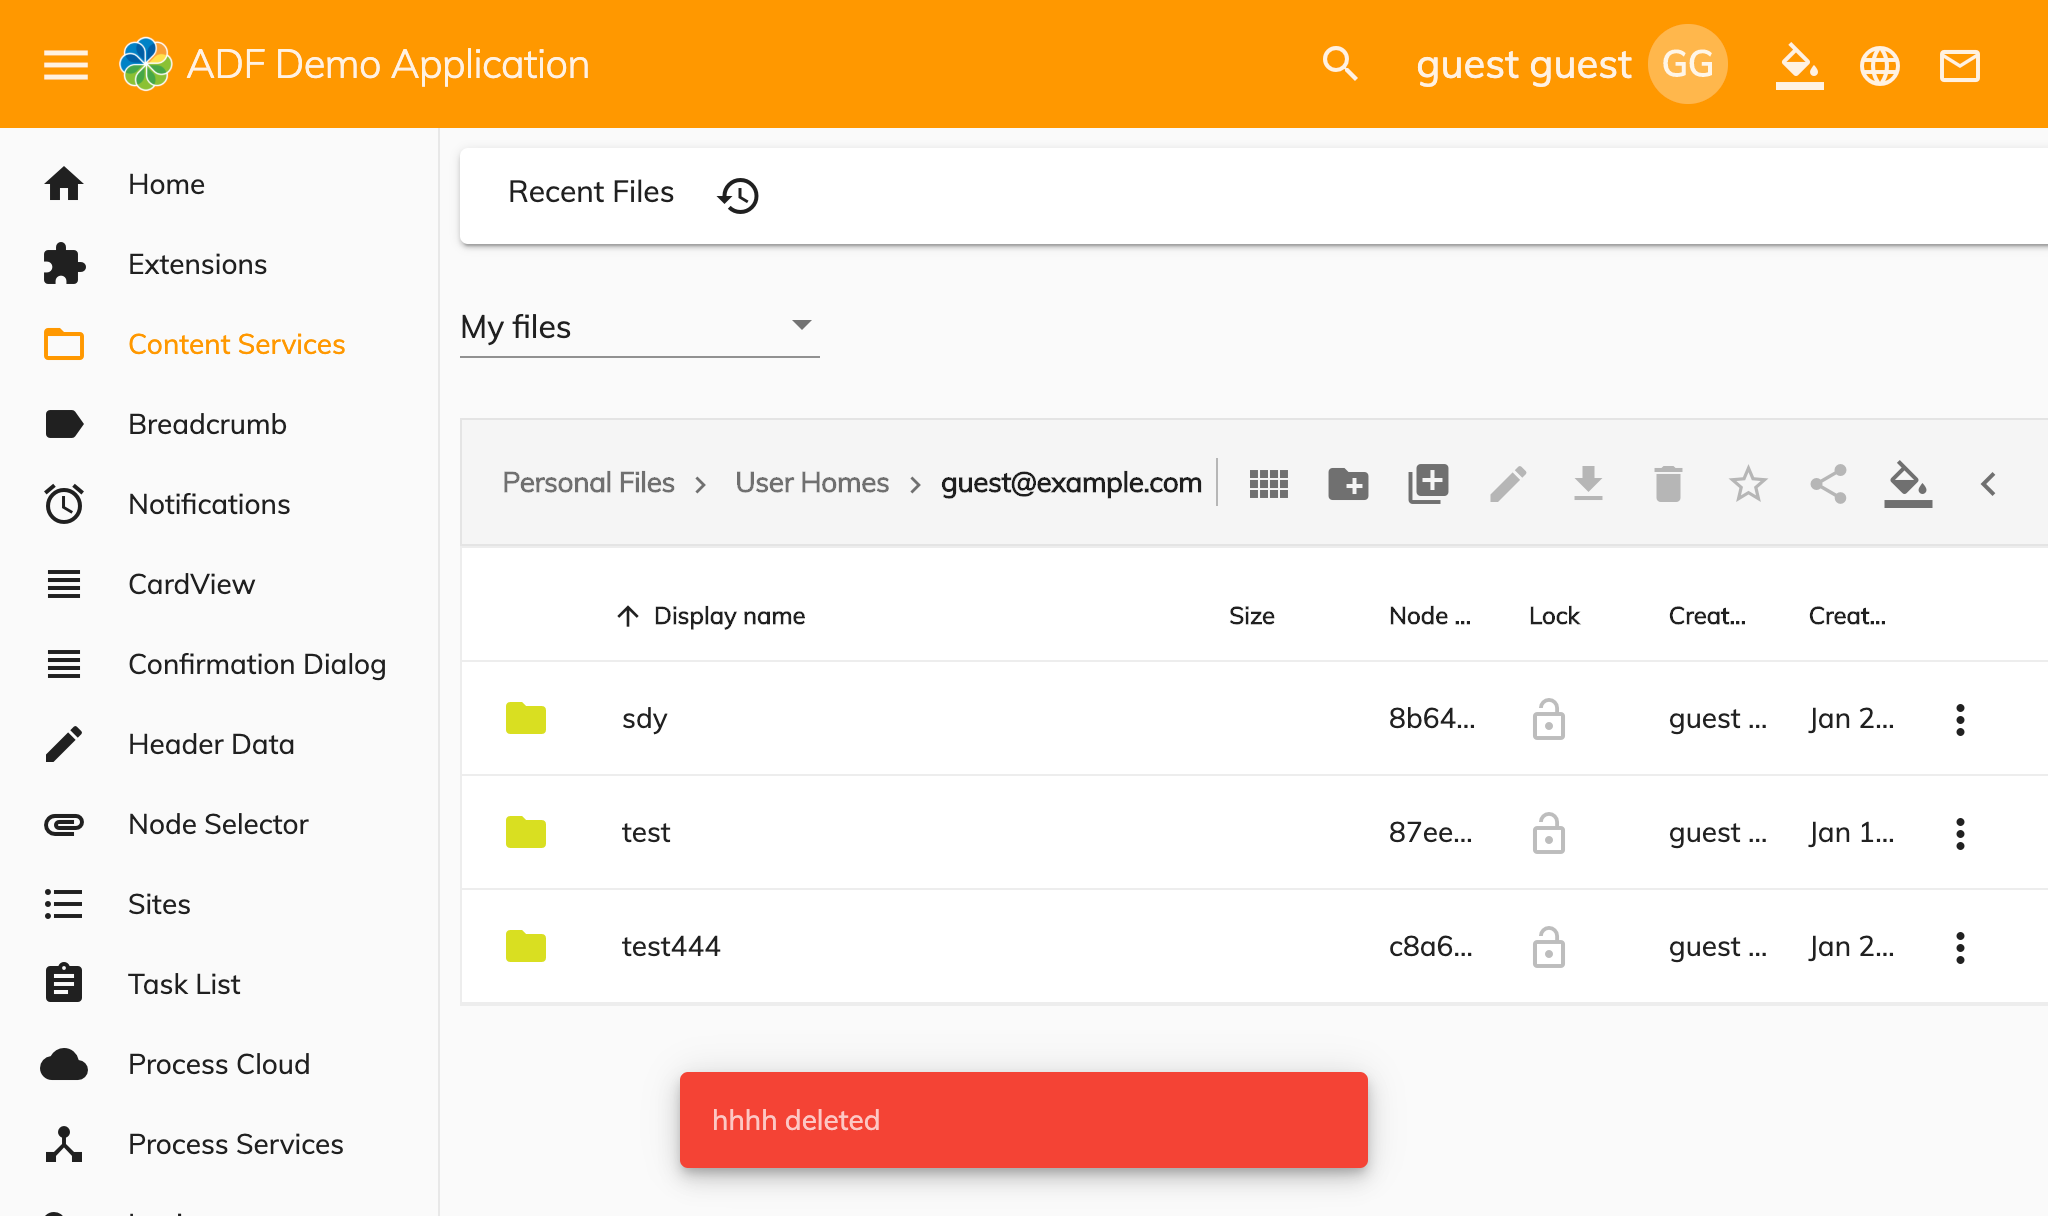 ADF Demo Application
guest guest GG
Home
Extensions
Content Services
Breadcrumb
Notifications
CardView
Confirmation Dialog
Header Data
Node Selector
Sites
Task List
Process Cloud
Process Services
Recent Files
My files
Personal Files > User Homes > guest@example.com
Display name Size Node ... Lock Creat... Creat...
sdy 8b64... guest ... Jan 2...
test 87ee... guest ... Jan 1...
test444 c8a6... guest ... Jan 2...
hhhh deleted